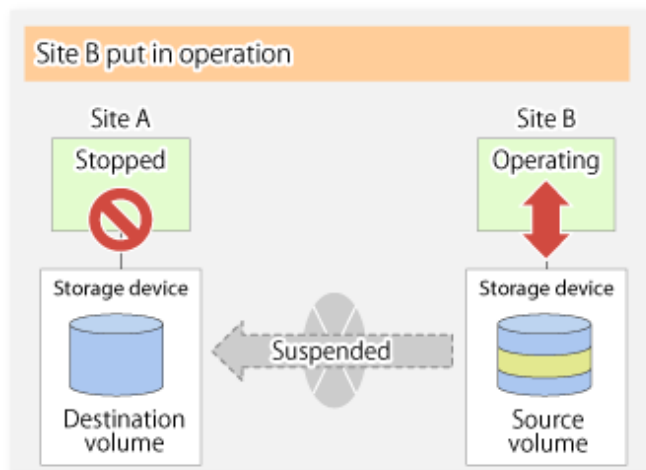 Site B put in operation
Site A
Site B
Stopped
Operating
Storage device
Storage device
Suspended
Destination
volume
Source
volume